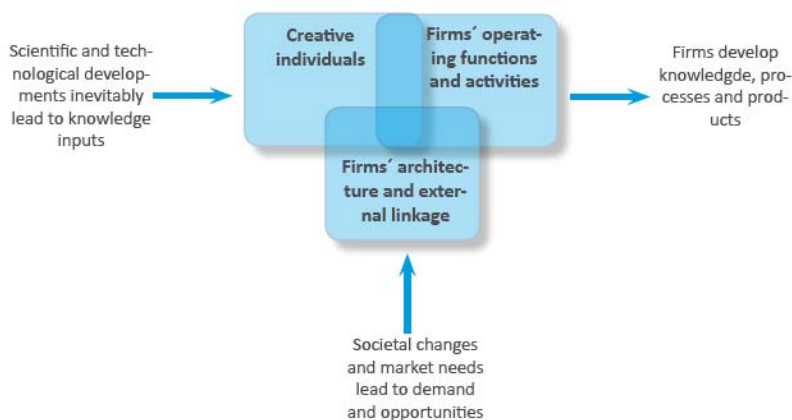 Creative
individuals
Firms´ operat-
ing functions
and activities
Scientific and tech-
nological develop-
ments inevitably
lead to knowledge
inputs
Firms develop
knowledgde, pro-
cesses and prod-
ucts
Firms´ architec-
ture and exter-
nal linkage
Societal changes
and market needs
lead to demand
and opportunities